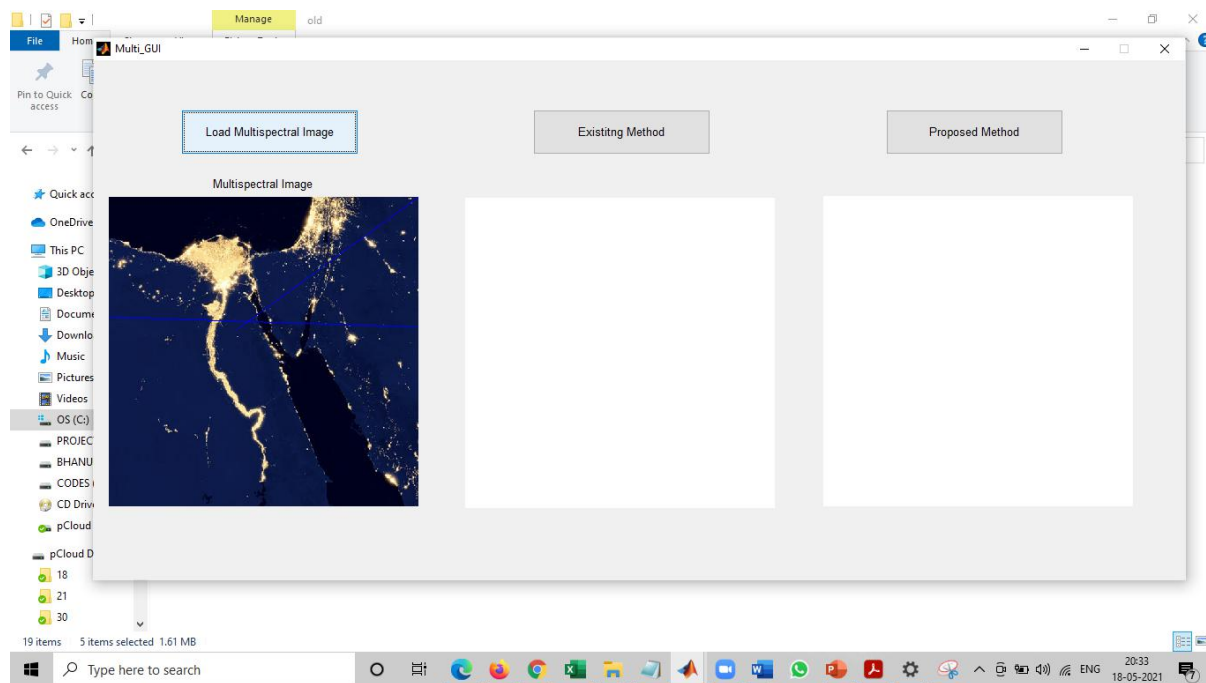 Manage
old
File
Hom
Multi_GUI
Pin to Quick
access
Co
Load Multispectral Image
Existitng Method
Proposed Method
Multispectral Image
Quick acc
OneDrive
This PC
3D Obje
Desktop
Docume
Downlo
Music
Pictures
Videos
OS (C:)
PROJEC
BHANU
CODES (
CD Drive
pCloud
pCloud D
18
21
30
19 items 5 items selected 1.61 MB
Type here to search
ENG
20:33
18-05-2021